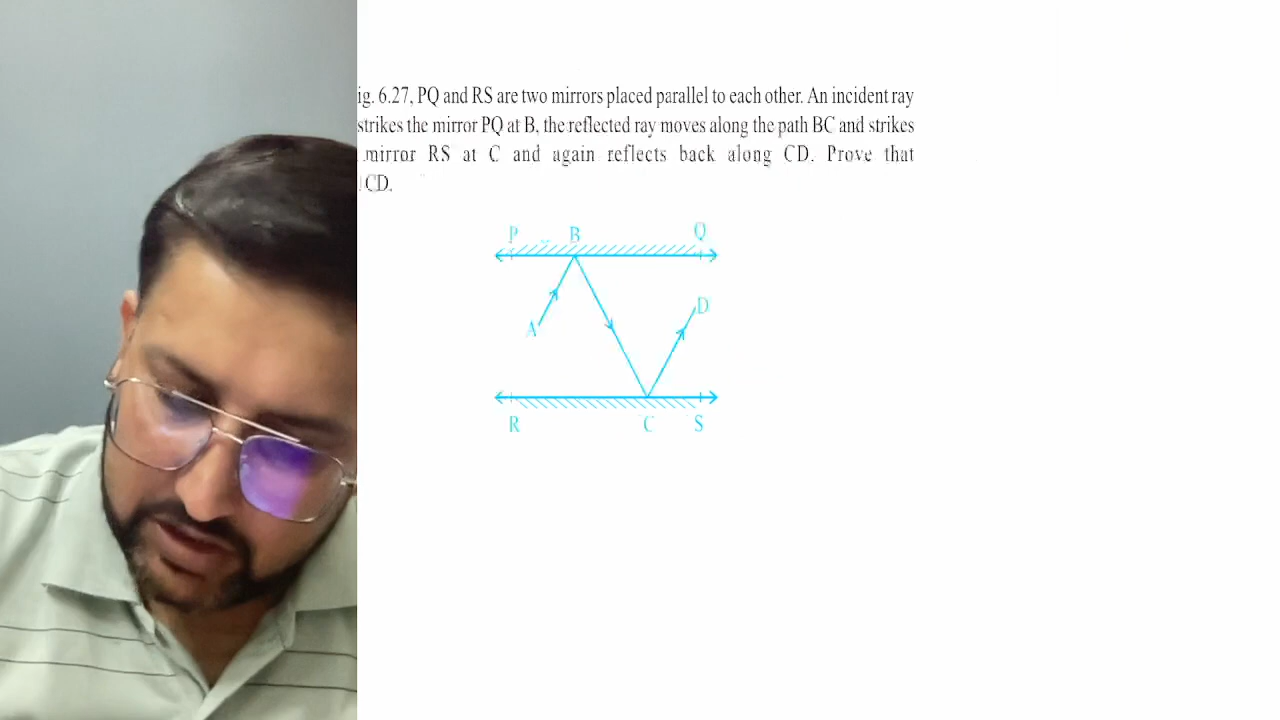 ig. 6.27, PQ and RS are two mirrors placed parallel to each other. An incident ray
strikes the mirror PQ at B, the reflected ray moves along the path BC and strikes
mirror RS at C and again reflects back along CD. Prove that
CD.
P B Q
D
A
R C S